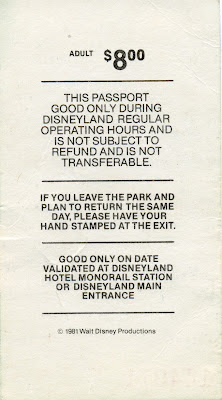 ADULT $8.00
THIS PASSPORT
GOOD ONLY DURING
DISNEYLAND REGULAR
OPERATING HOURS AND
IS NOT SUBJECT TO
REFUND AND IS NOT
TRANSFERABLE.
IF YOU LEAVE THE PARK AND
PLAN TO RETURN THE SAME
DAY, PLEASE HAVE YOUR
HAND STAMPED AT THE EXIT.
GOOD ONLY ON DATE
VALIDATED AT DISNEYLAND
HOTEL MONORAIL STATION
OR DISNEYLAND MAIN
ENTRANCE
© 1981 Walt Disney Productions